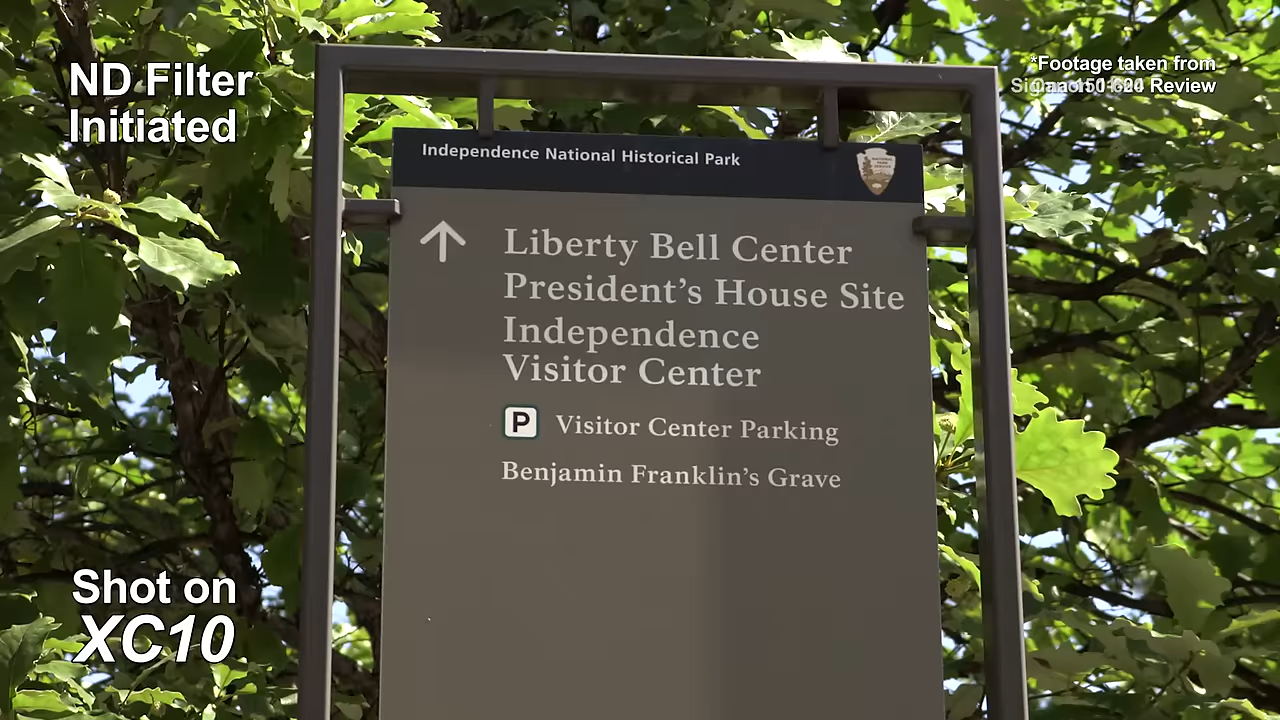 ND Filter
Initiated
*Footage taken from
Review
Independence National Historical Park
Liberty Bell Center
President's House Site
Independence
Visitor Center
P Visitor Center Parking
Benjamin Franklin's Grave
Shot on
XC10